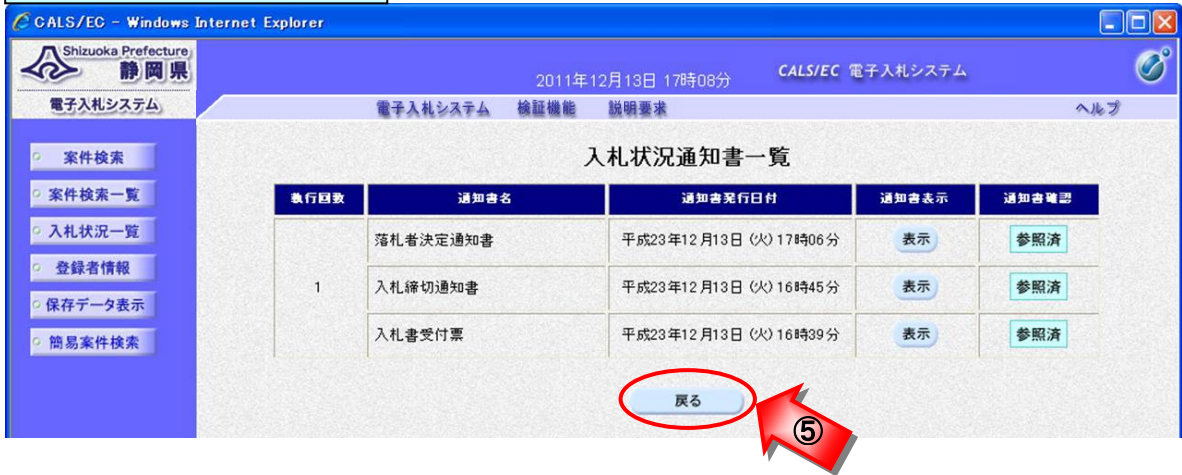 CALS/EC - Windows Internet Explorer
Shizuoka Prefecture
静岡県
2011年12月13日 17時08分
CALS/EC 電子入札システム
電子入札システム
電子入札システム 検証機能 説明要求 ヘルプ
案件検索
案件検索一覧
入札状況一覧
登録者情報
保存データ表示
簡易案件検索
入札状況通知書一覧
執行回数 通知書名 通知書発行日付 通知書表示 通知書確認
落札者決定通知書 平成23年12月13日 (火) 17時06分 表示 参照済
1 入札締切通知書 平成23年12月13日 (火) 16時45分 表示 参照済
入札書受付票 平成23年12月13日 (火) 16時39分 表示 参照済
戻る
⑤